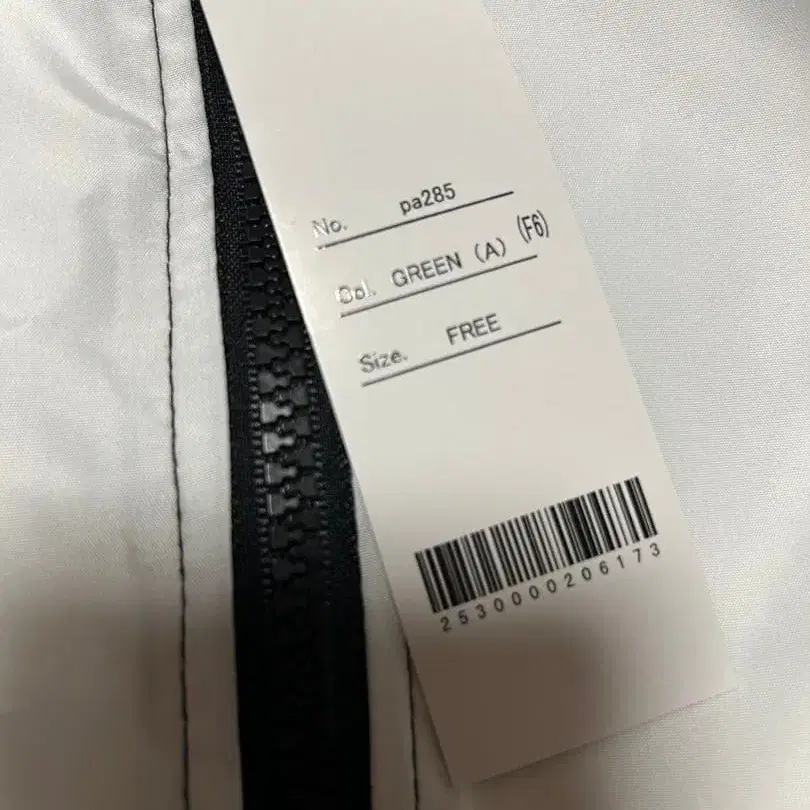 No. pa285
Col. GREEN (A) (F6)
Size. FREE
2530000206173